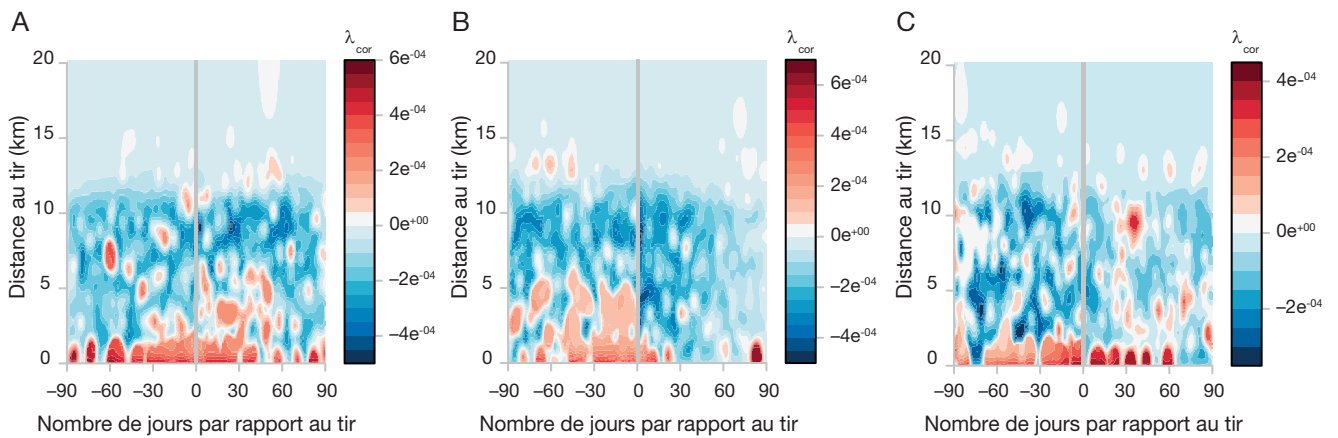 A
B
C
λcor
6e-04
4e-04
2e-04
0e+00
−2e-04
−4e-04
Distance au tir (km)
20
15
10
5
0
−90 −60 −30 0 30 60 90
Nombre de jours par rapport au tir
λcor
6e-04
4e-04
2e-04
0e+00
−2e-04
−4e-04
Distance au tir (km)
20
15
10
5
0
−90 −60 −30 0 30 60 90
Nombre de jours par rapport au tir
λcor
4e-04
2e-04
0e+00
−2e-04
Distance au tir (km)
20
15
10
5
0
−90 −60 −30 0 30 60 90
Nombre de jours par rapport au tir